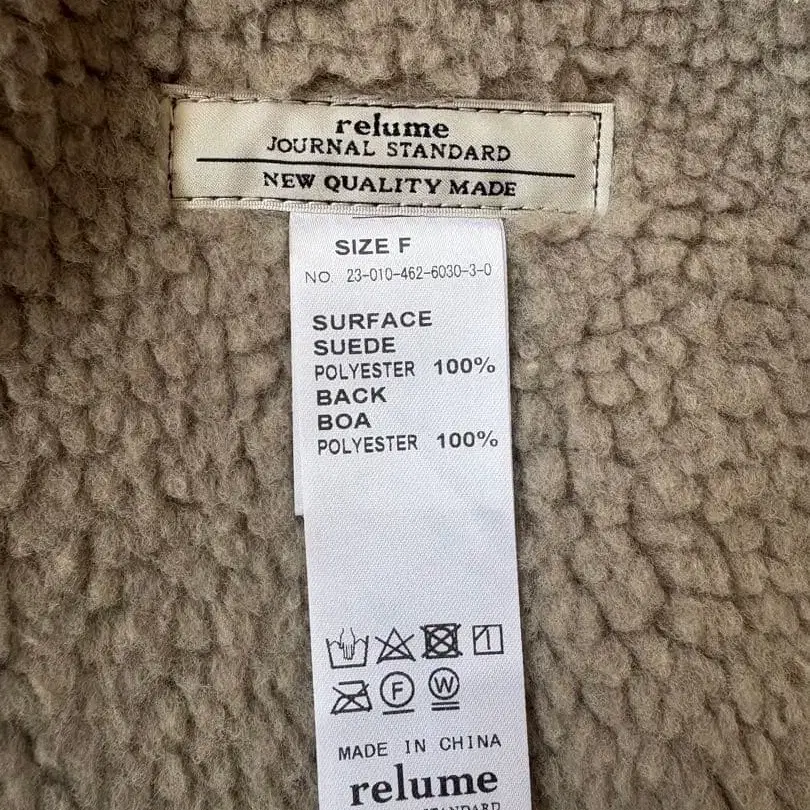 relume
JOURNAL STANDARD
NEW QUALITY MADE
SIZE F
NO. 23-010-462-6030-3-0
SURFACE
SUEDE
POLYESTER 100%
BACK
BOA
POLYESTER 100%
F W
MADE IN CHINA
relume
STANDARD